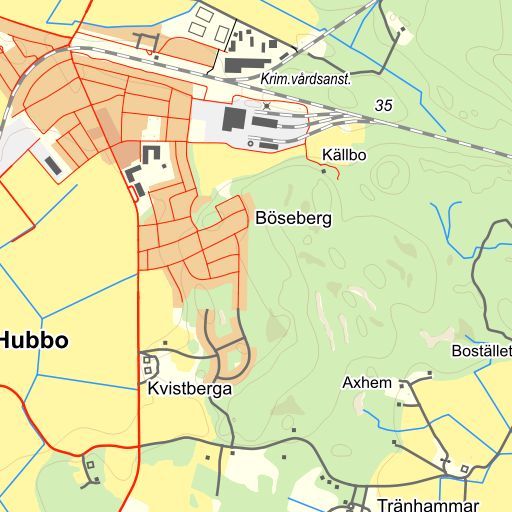 Krim.vårdsanst.
35
Källbo
Böseberg
Hubbo
Bostället
Axhem
Kvistberga
Tränhammar